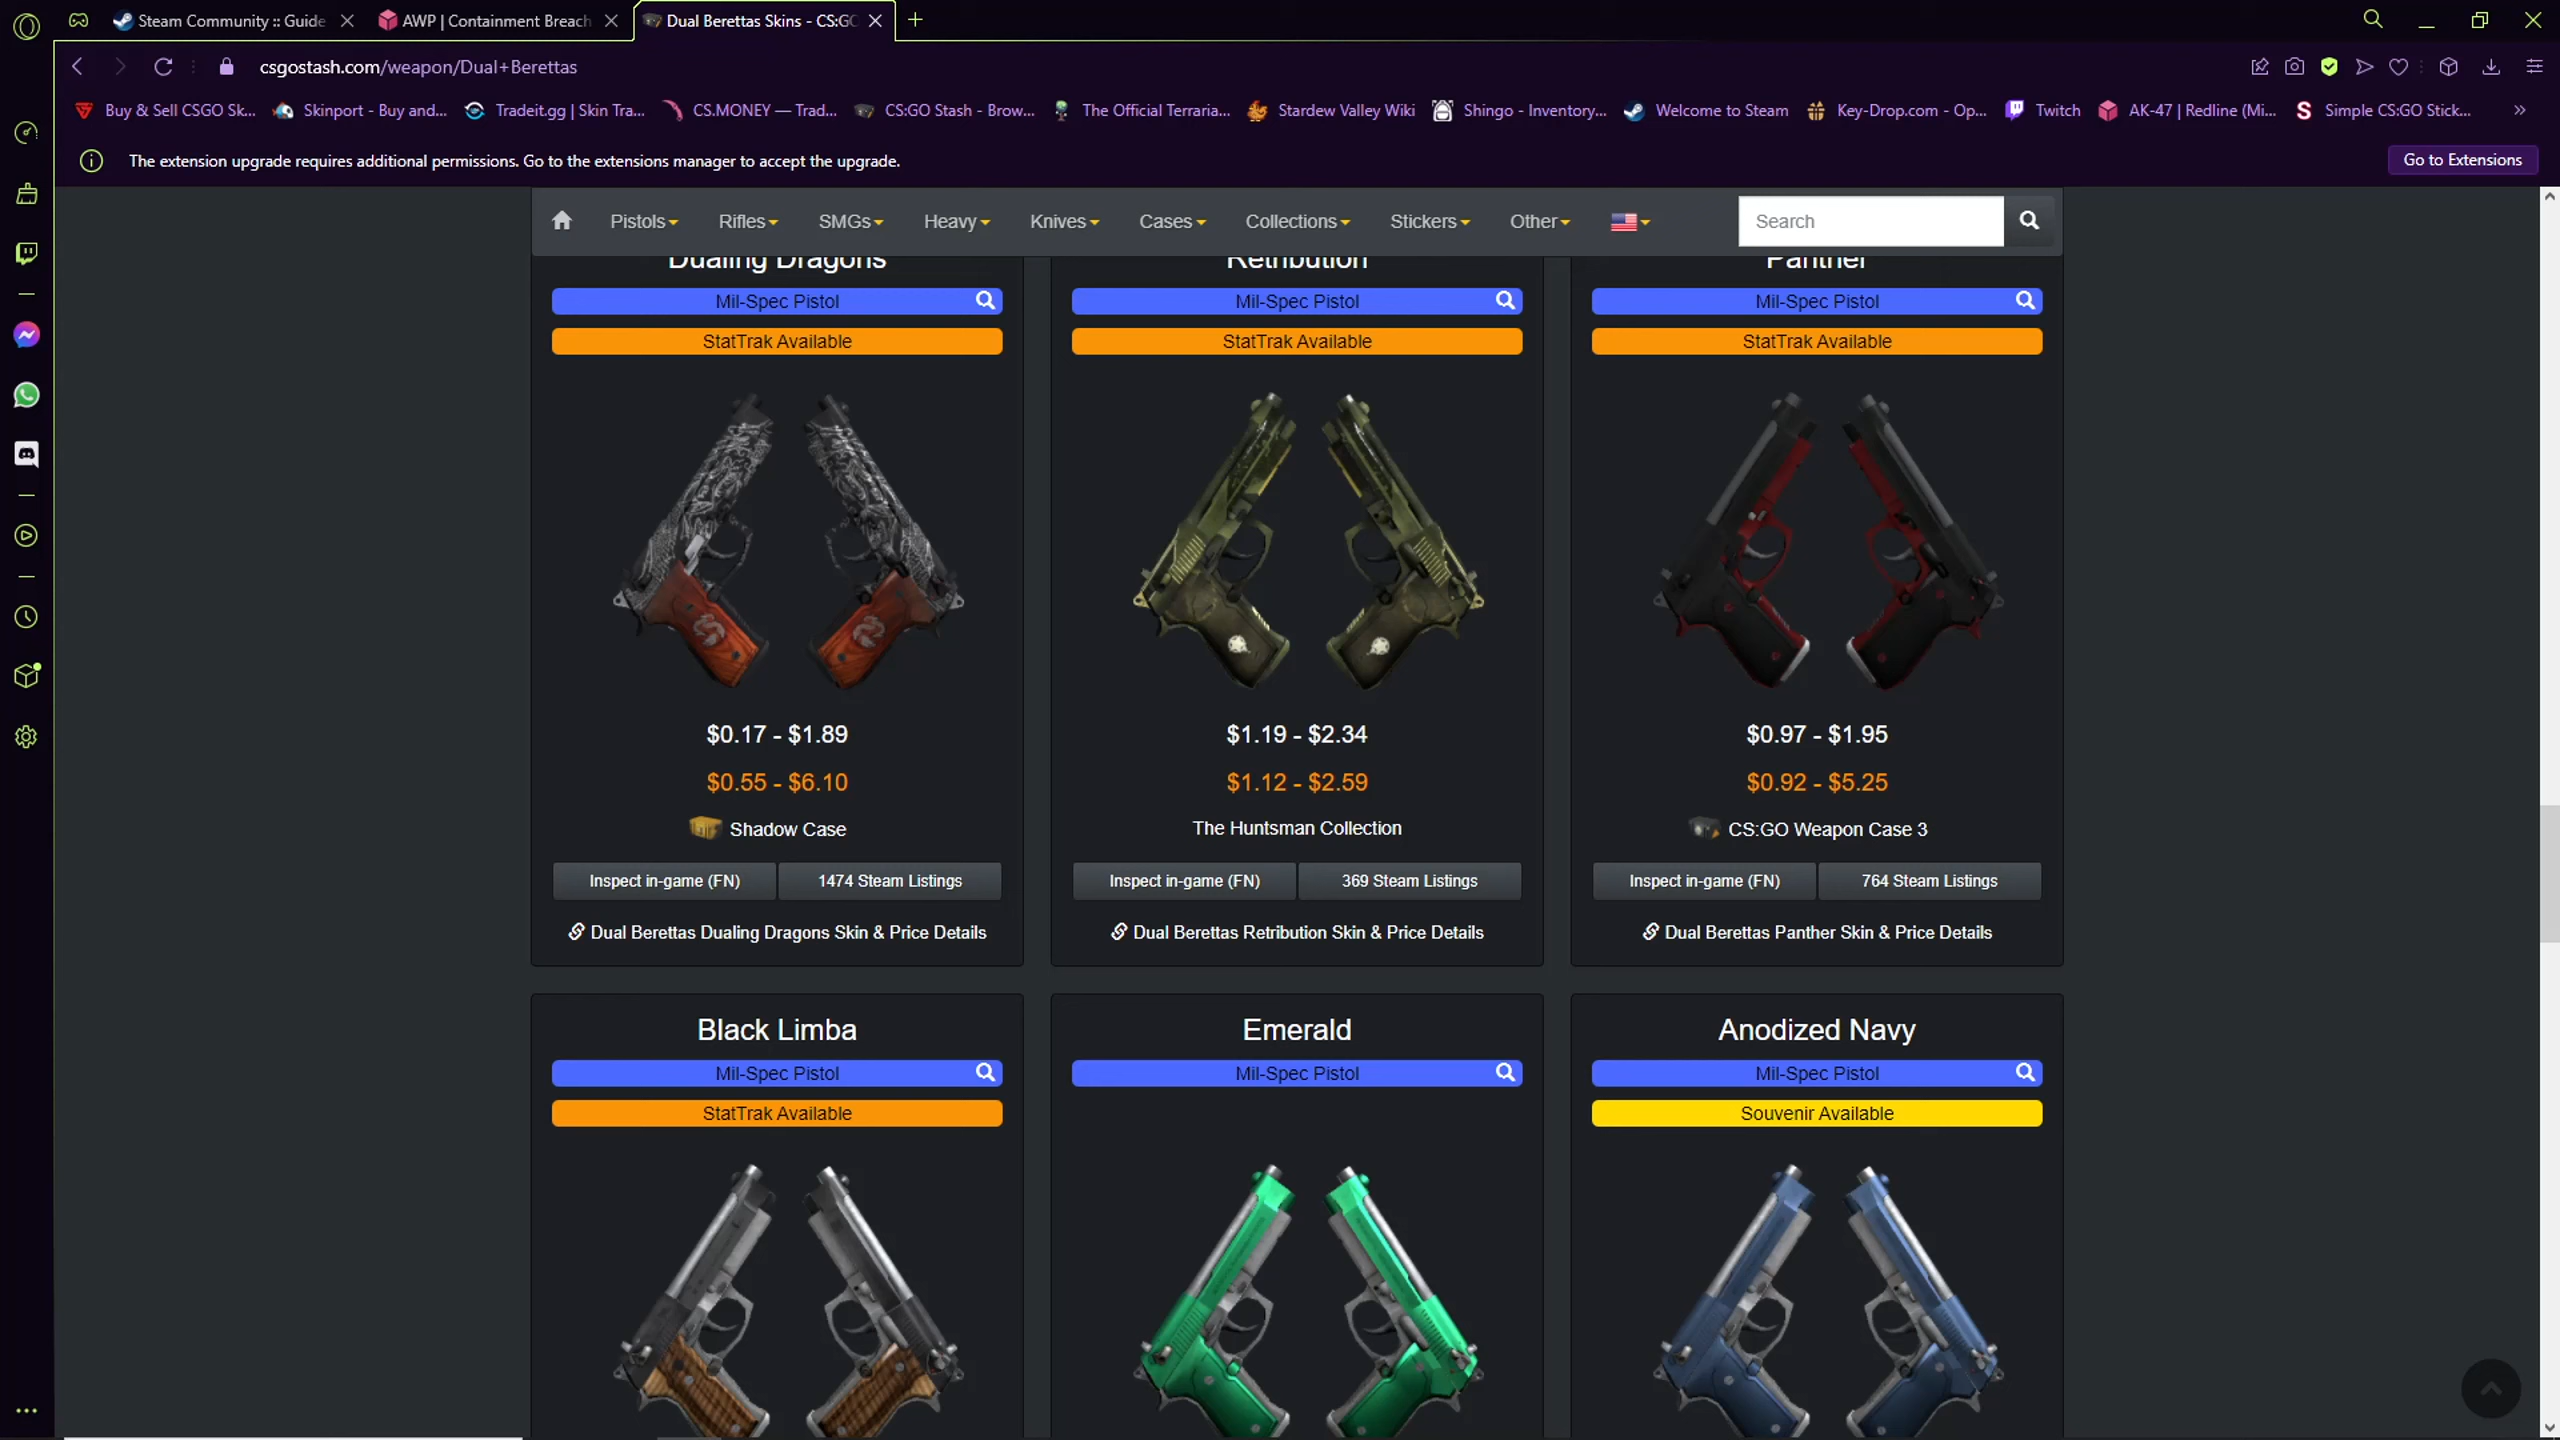 Steam Community :: Guide
AWP | Containment Breach
Dual Berettas Skins - CS:GO
csgostash.com/weapon/Dual+Berettas
Buy & Sell CSGO Sk...
Skinport - Buy and...
Tradeit.gg | Skin Tra...
CS.MONEY — Trad...
CS:GO Stash - Brow...
The Official Terraria...
Stardew Valley Wiki
Shingo - Inventory...
Welcome to Steam
Key-Drop.com - Op...
Twitch
AK-47 | Redline (Mi...
Simple CS:GO Stick...
The extension upgrade requires additional permissions. Go to the extensions manager to accept the upgrade.
Go to Extensions
Pistols
Rifles
SMGs
Heavy
Knives
Cases
Collections
Stickers
Other
Search
Dualing Dragons
Retribution
Panther
Mil-Spec Pistol
Mil-Spec Pistol
Mil-Spec Pistol
StatTrak Available
StatTrak Available
StatTrak Available
$0.17 - $1.89
$1.19 - $2.34
$0.97 - $1.95
$0.55 - $6.10
$1.12 - $2.59
$0.92 - $5.25
Shadow Case
The Huntsman Collection
CS:GO Weapon Case 3
Inspect in-game (FN)
1474 Steam Listings
Inspect in-game (FN)
369 Steam Listings
Inspect in-game (FN)
764 Steam Listings
Dual Berettas Dualing Dragons Skin & Price Details
Dual Berettas Retribution Skin & Price Details
Dual Berettas Panther Skin & Price Details
Black Limba
Emerald
Anodized Navy
Mil-Spec Pistol
Mil-Spec Pistol
Mil-Spec Pistol
StatTrak Available
Souvenir Available